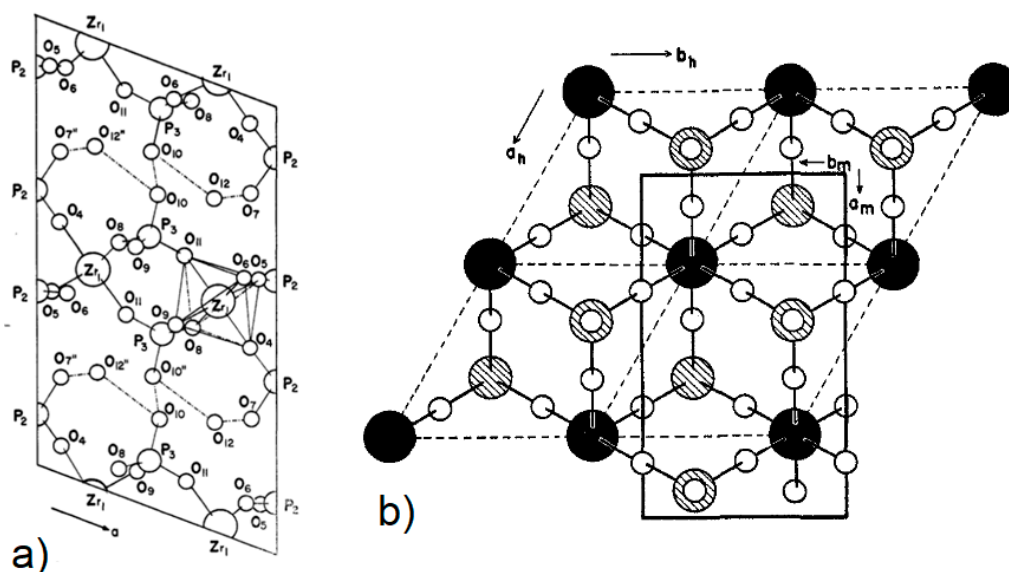 Zr₁
O₅
P₂
O₆
Zr₁
O₁₁
O₆
O₈
P₃
O₄
O₇"
O₁₂"
O₁₀
P₂
P₂
O₁₂
O₇
O₁₀
O₄
O₈
P₃
O₉
O₁₁
O₆
O₅
P₂
Zr₁
Zr₁
P₂
O₅
O₆
O₁₁
O₉
P₃
O₈
O₄
O₇"
O₁₂"
O₁₀"
P₂
P₂
O₁₀
O₇
O₁₂
O₄
P₃
O₈
O₉
O₁₁
Zr₁
O₆
O₅
P₂
Zr₁
a
a)
b_h
a_h
b_m
a_m
b)